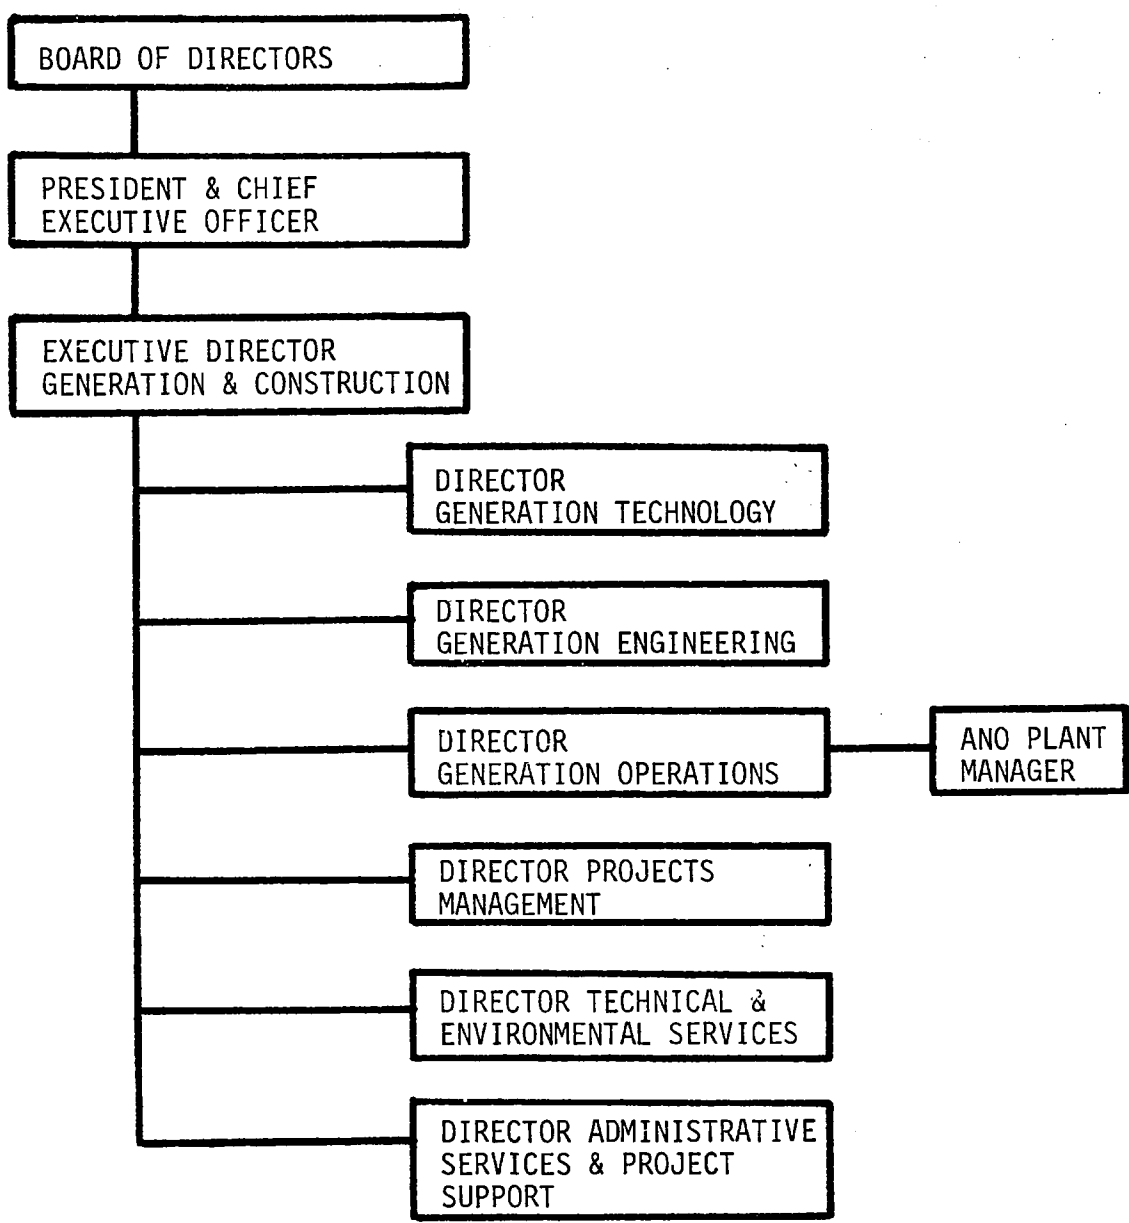 BOARD OF DIRECTORS
PRESIDENT & CHIEF
EXECUTIVE OFFICER
EXECUTIVE DIRECTOR
GENERATION & CONSTRUCTION
DIRECTOR
GENERATION TECHNOLOGY
DIRECTOR
GENERATION ENGINEERING
DIRECTOR
GENERATION OPERATIONS
ANO PLANT
MANAGER
DIRECTOR PROJECTS
MANAGEMENT
DIRECTOR TECHNICAL &
ENVIRONMENTAL SERVICES
DIRECTOR ADMINISTRATIVE
SERVICES & PROJECT
SUPPORT